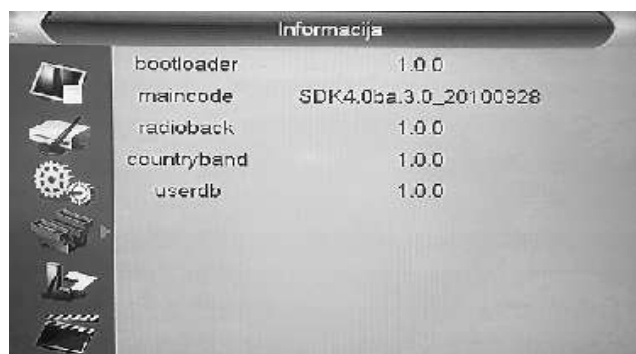 Informacija
bootloader 1.0.0
maincode SDK4.0ba.3.0_20100928
radioback 1.0.0
countryband 1.0.0
userdb 1.0.0